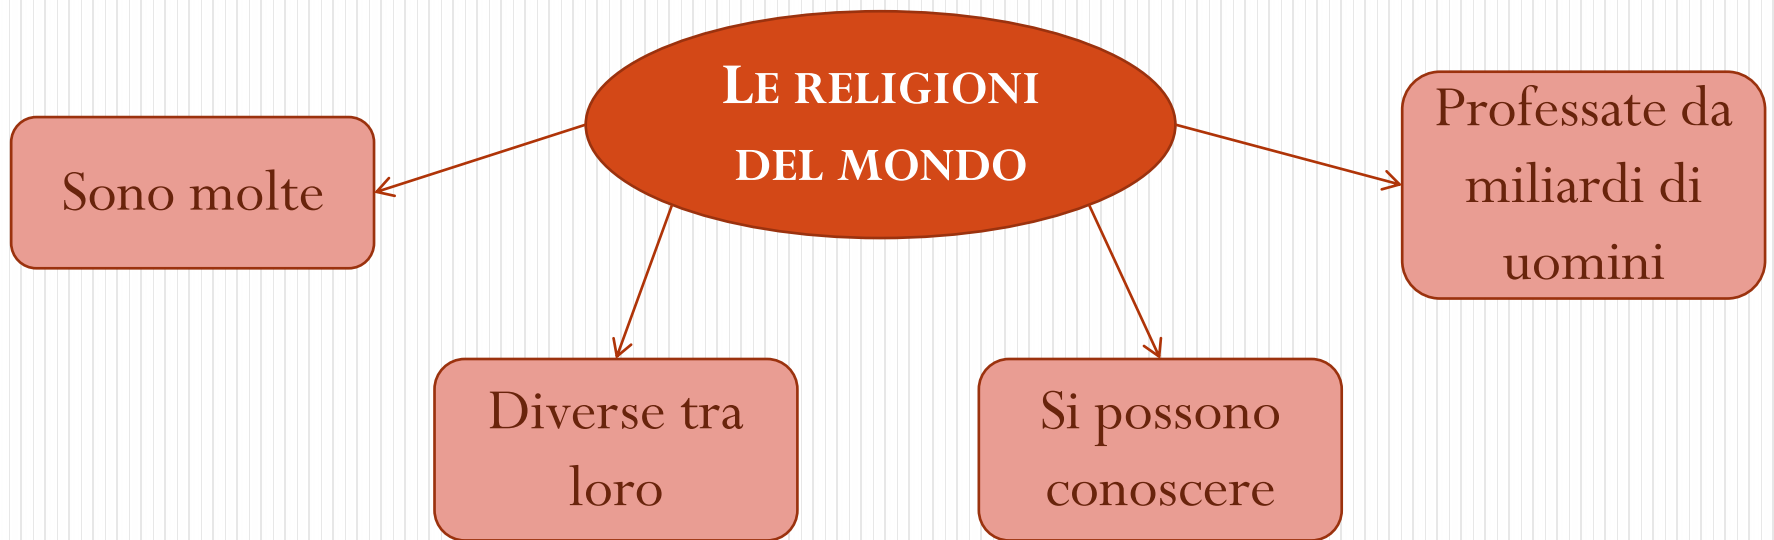 LE RELIGIONI
DEL MONDO
Sono molte
Diverse tra
loro
Si possono
conoscere
Professate da
miliardi di
uomini